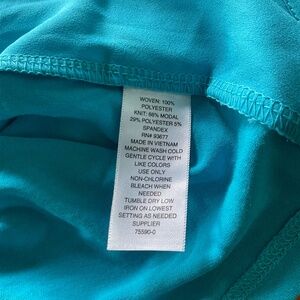 WOVEN: 100%
POLYESTER
KNIT: 66% MODAL
29% POLYESTER 5%
SPANDEX
RN# 93677
MADE IN VIETNAM
MACHINE WASH COLD
GENTLE CYCLE WITH
LIKE COLORS
USE ONLY
NON-CHLORINE
BLEACH WHEN
NEEDED
TUMBLE DRY LOW
IRON ON LOWEST
SETTING AS NEEDED
SUPPLIER
75590-0